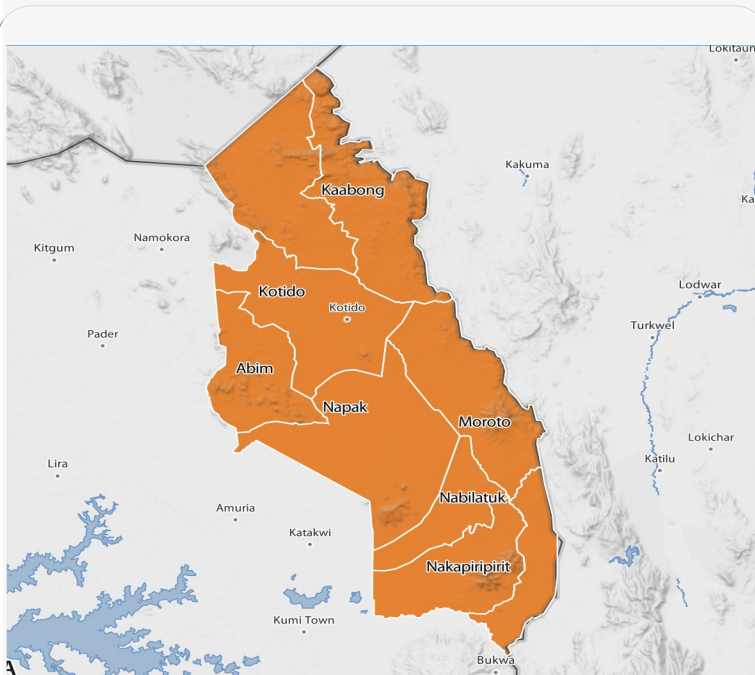 Lokitaun
Kakuma
Kaabong
Ka
Namokora
Kitgum
Lodwar
Kotido
Kotido
Turkwel
Pader
Abim
Napak
Moroto
Lokichar
Katilu
Lira
Nabilatuk
Amuria
Katakwi
Nakapiripirit
Kumi Town
Bukwa
A